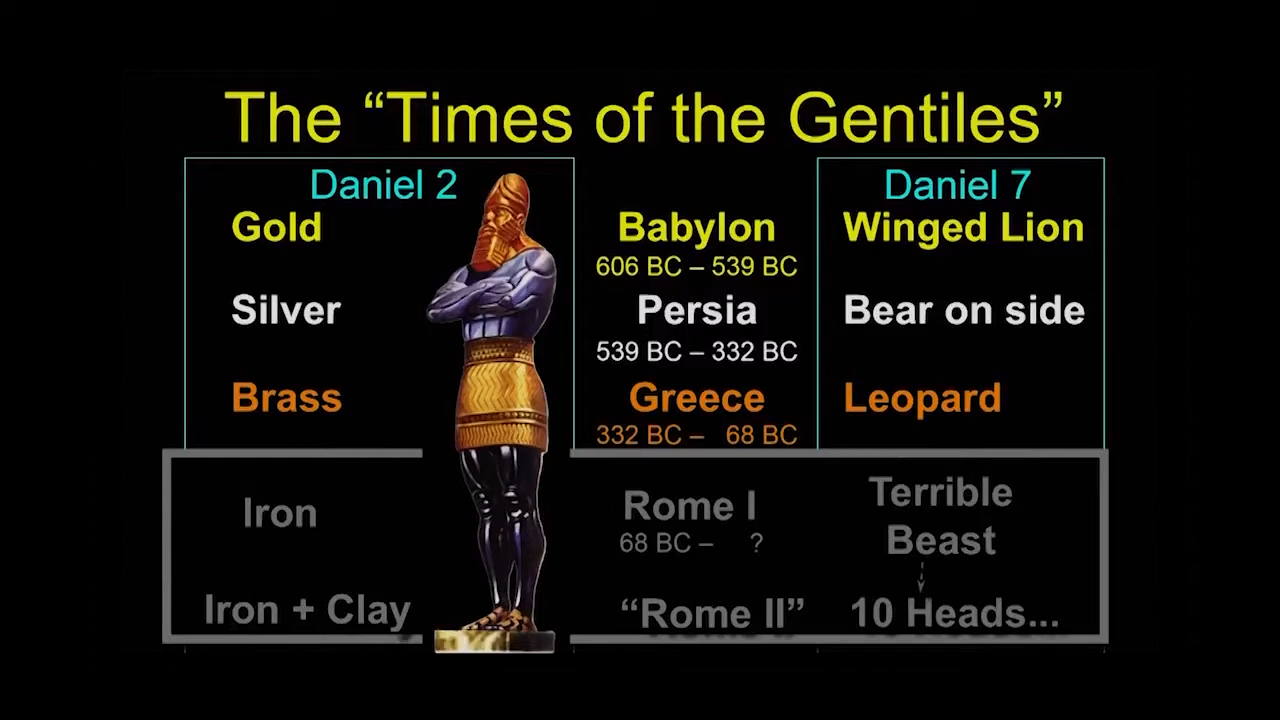 The “Times of the Gentiles”
Daniel 2
Daniel 7
Gold
Babylon
Winged Lion
606 BC – 539 BC
Silver
Persia
Bear on side
539 BC – 332 BC
Brass
Greece
Leopard
332 BC – 68 BC
Iron
Rome I
Terrible
Beast
68 BC – ?
Iron + Clay
“Rome II”
10 Heads...